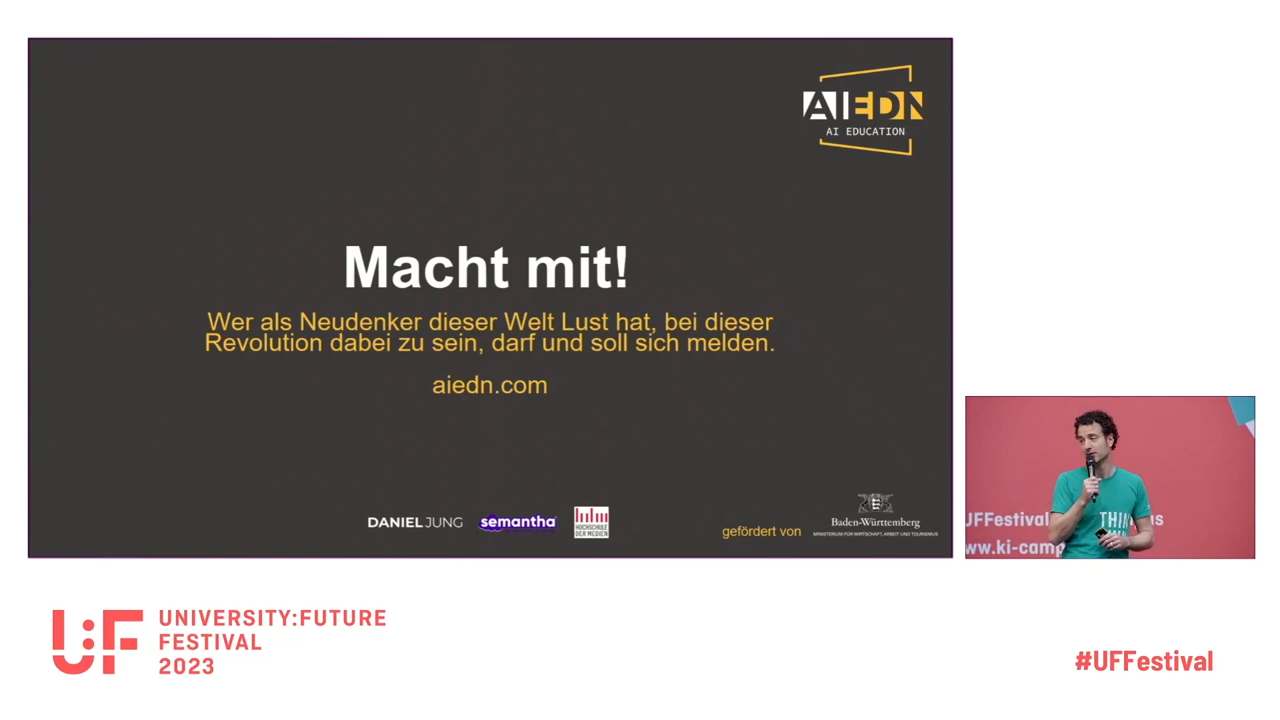 AIEDN
AI EDUCATION
Macht mit!
Wer als Neudenker dieser Welt Lust hat, bei dieser
Revolution dabei zu sein, darf und soll sich melden.
aiedn.com
DANIEL JUNG
semantha
HOCHSCHULE
DER MEDIEN
gefördert von
Baden-Württemberg
MINISTERIUM FÜR WIRTSCHAFT, ARBEIT UND TOURISMUS
UFFestival
ww.ki-camp
U:F
UNIVERSITY:FUTURE
FESTIVAL
2023
#UFFestival